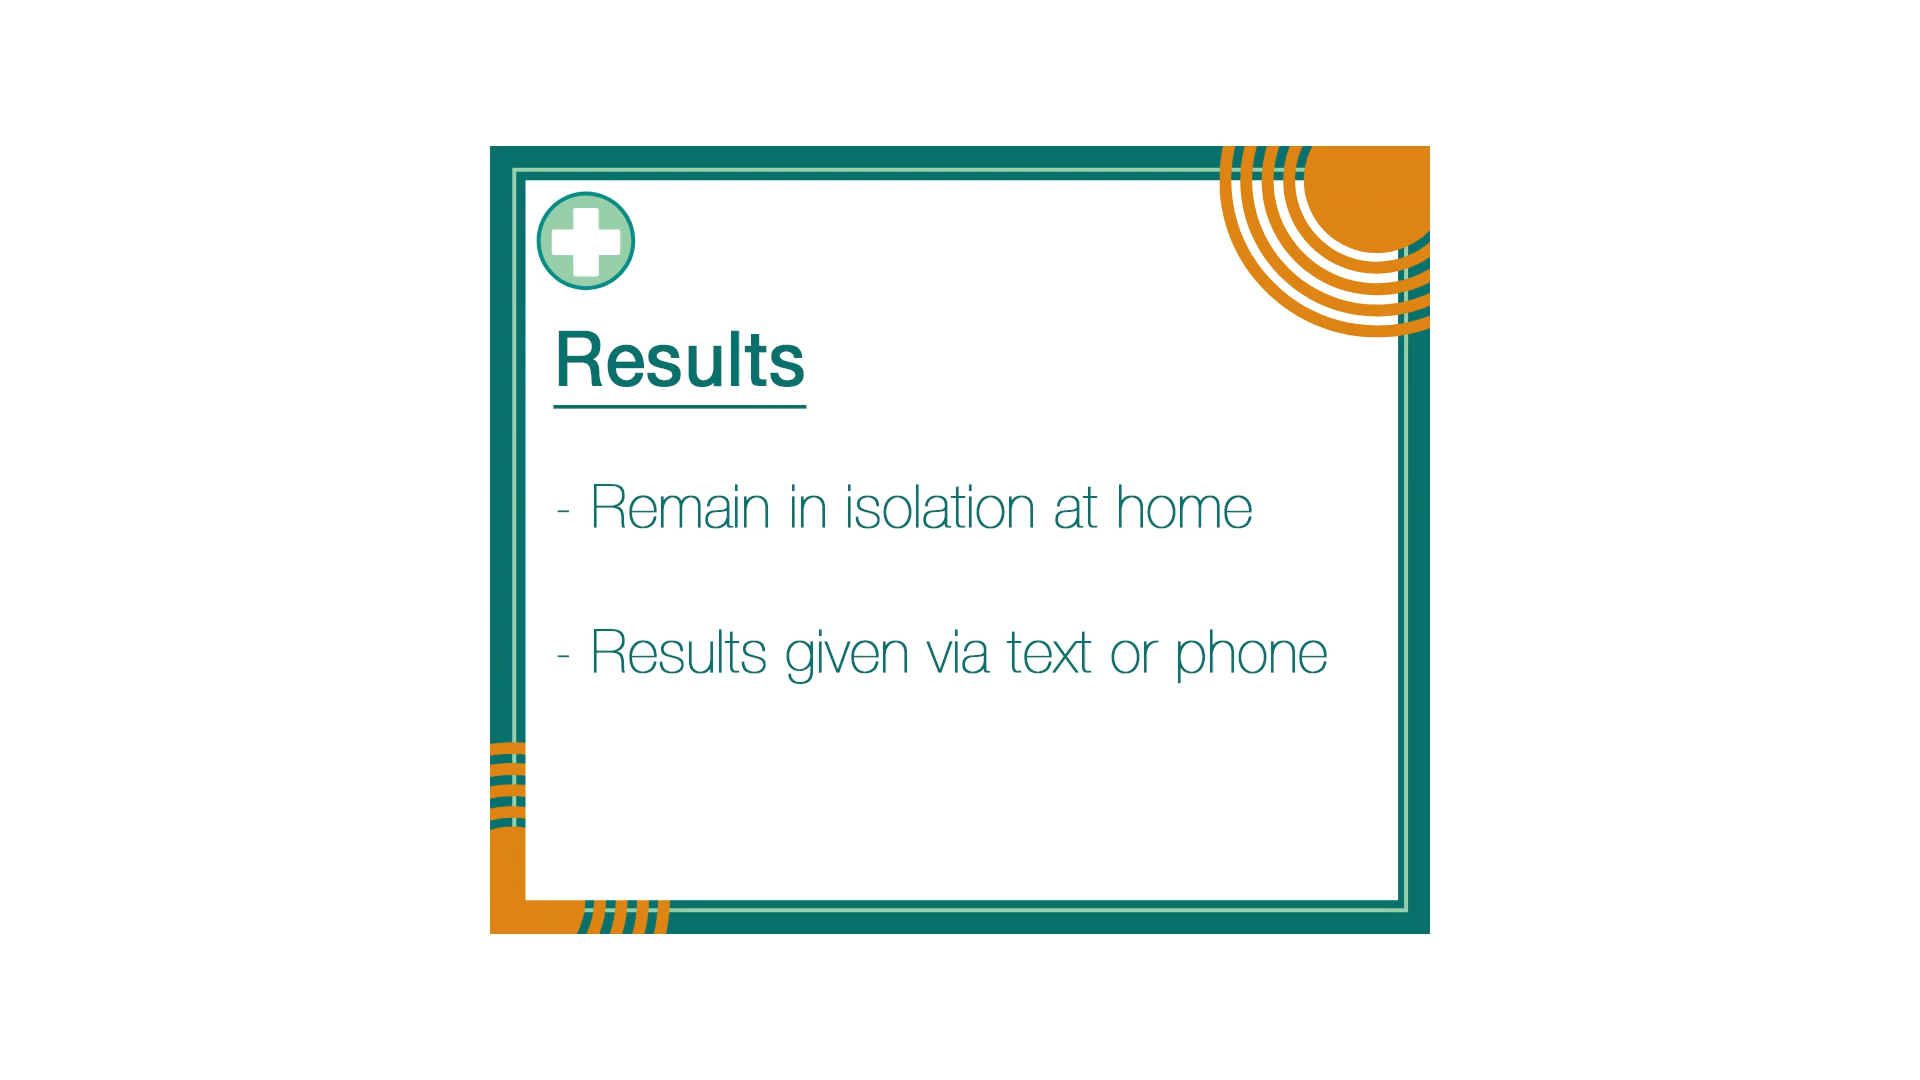 Results
- Remain in isolation at home
- Results given via text or phone